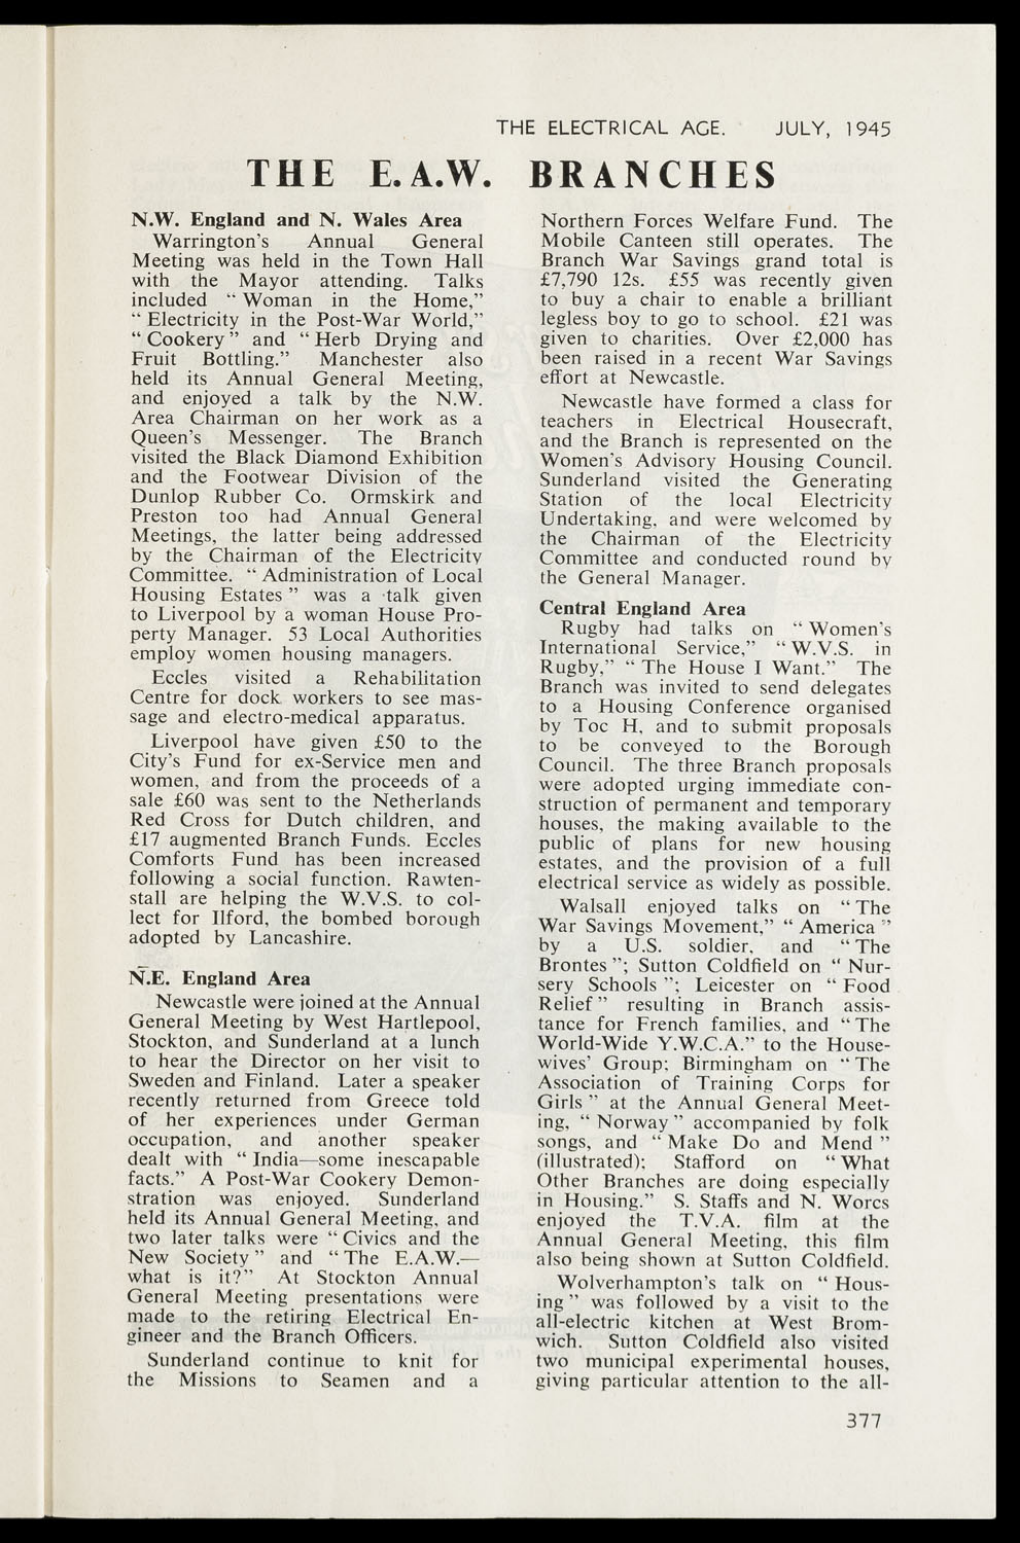 THE ELECTRICAL AGE. JULY, 1945
THE E.A.W. BRANCHES
N.W. England and N. Wales Area
Warrington's Annual General
Meeting was held in the Town Hall
with the Mayor attending. Talks
included “ Woman in the Home,”
“ Electricity in the Post-War World,”
“ Cookery ” and “ Herb Drying and
Fruit Bottling.” Manchester also
held its Annual General Meeting,
and enjoyed a talk by the N.W.
Area Chairman on her work as a
Queen's Messenger. The Branch
visited the Black Diamond Exhibition
and the Footwear Division of the
Dunlop Rubber Co. Ormskirk and
Preston too had Annual General
Meetings, the latter being addressed
by the Chairman of the Electricity
Committee. “ Administration of Local
Housing Estates ” was a talk given
to Liverpool by a woman House Pro-
perty Manager. 53 Local Authorities
employ women housing managers.
Eccles visited a Rehabilitation
Centre for dock workers to see mas-
sage and electro-medical apparatus.
Liverpool have given £50 to the
City's Fund for ex-Service men and
women, and from the proceeds of a
sale £60 was sent to the Netherlands
Red Cross for Dutch children, and
£17 augmented Branch Funds. Eccles
Comforts Fund has been increased
following a social function. Rawten-
stall are helping the W.V.S. to col-
lect for Ilford, the bombed borough
adopted by Lancashire.
N.E. England Area
Newcastle were joined at the Annual
General Meeting by West Hartlepool,
Stockton, and Sunderland at a lunch
to hear the Director on her visit to
Sweden and Finland. Later a speaker
recently returned from Greece told
of her experiences under German
occupation, and another speaker
dealt with “ India—some inescapable
facts.” A Post-War Cookery Demon-
stration was enjoyed. Sunderland
held its Annual General Meeting, and
two later talks were “ Civics and the
New Society ” and “ The E.A.W.—
what is it?” At Stockton Annual
General Meeting presentations were
made to the retiring Electrical En-
gineer and the Branch Officers.
Sunderland continue to knit for
the Missions to Seamen and a
Northern Forces Welfare Fund. The
Mobile Canteen still operates. The
Branch War Savings grand total is
£7,790 12s. £55 was recently given
to buy a chair to enable a brilliant
legless boy to go to school. £21 was
given to charities. Over £2,000 has
been raised in a recent War Savings
effort at Newcastle.
Newcastle have formed a class for
teachers in Electrical Housecraft,
and the Branch is represented on the
Women's Advisory Housing Council.
Sunderland visited the Generating
Station of the local Electricity
Undertaking, and were welcomed by
the Chairman of the Electricity
Committee and conducted round by
the General Manager.
Central England Area
Rugby had talks on “ Women's
International Service,” “ W.V.S. in
Rugby,” “ The House I Want.” The
Branch was invited to send delegates
to a Housing Conference organised
by Toc H, and to submit proposals
to be conveyed to the Borough
Council. The three Branch proposals
were adopted urging immediate con-
struction of permanent and temporary
houses, the making available to the
public of plans for new housing
estates, and the provision of a full
electrical service as widely as possible.
Walsall enjoyed talks on “ The
War Savings Movement,” “ America ”
by a U.S. soldier, and “ The
Brontes ”; Sutton Coldfield on “ Nur-
sery Schools ”; Leicester on “ Food
Relief ” resulting in Branch assis-
tance for French families, and “ The
World-Wide Y.W.C.A.” to the House-
wives' Group; Birmingham on “ The
Association of Training Corps for
Girls ” at the Annual General Meet-
ing, “ Norway ” accompanied by folk
songs, and “ Make Do and Mend ”
(illustrated); Stafford on “ What
Other Branches are doing especially
in Housing.” S. Staffs and N. Worcs
enjoyed the T.V.A. film at the
Annual General Meeting, this film
also being shown at Sutton Coldfield.
Wolverhampton's talk on “ Hous-
ing ” was followed by a visit to the
all-electric kitchen at West Brom-
wich. Sutton Coldfield also visited
two municipal experimental houses,
giving particular attention to the all-
377